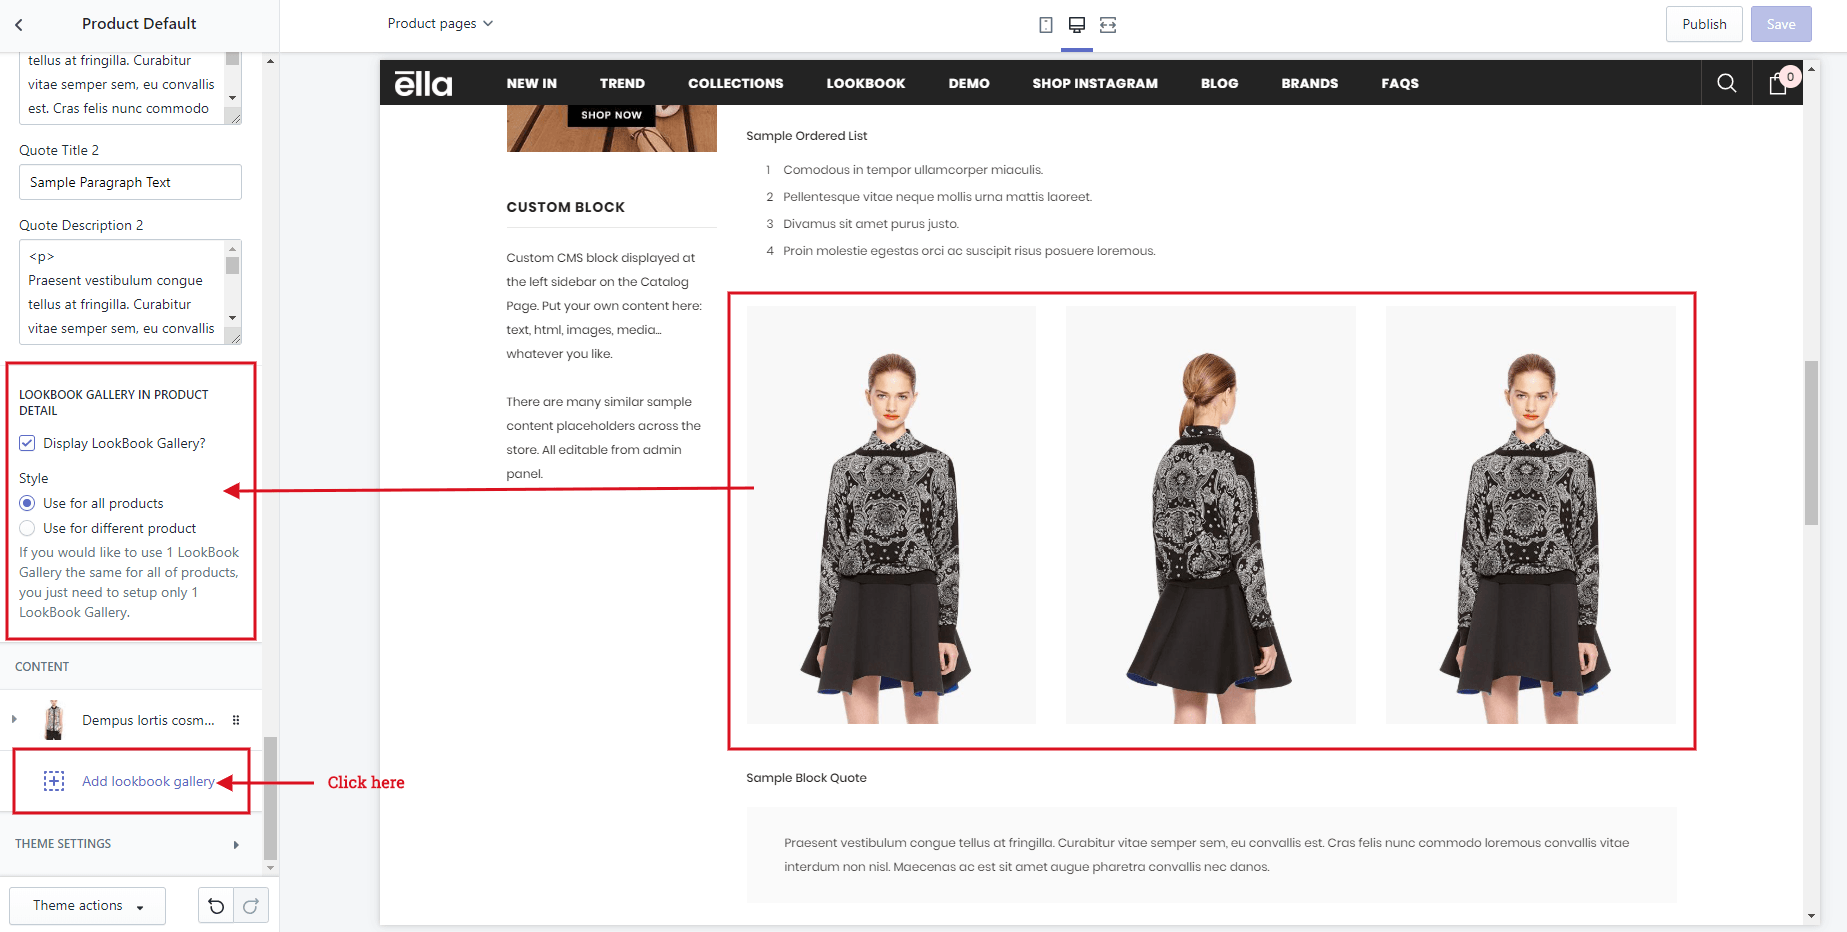 Product Default
Product pages
Publish
Save
tellus at fringilla. Curabitur
vitae semper sem, eu convallis
est. Cras felis nunc commodo
Quote Title 2
Sample Paragraph Text
Quote Description 2
<p>
Praesent vestibulum congue
tellus at fringilla. Curabitur
vitae semper sem, eu convallis
LOOKBOOK GALLERY IN PRODUCT
DETAIL
Display LookBook Gallery?
Style
Use for all products
Use for different product
If you would like to use 1 LookBook
Gallery the same for all of products,
you just need to setup only 1
LookBook Gallery.
CONTENT
Dempus lortis cosm...
Add lookbook gallery
Click here
THEME SETTINGS
Theme actions
ēlla NEW IN TREND COLLECTIONS LOOKBOOK DEMO SHOP INSTAGRAM BLOG BRANDS FAQS 0
SHOP NOW
CUSTOM BLOCK
Custom CMS block displayed at
the left sidebar on the Catalog
Page. Put your own content here:
text, html, images, media...
whatever you like.
There are many similar sample
content placeholders across the
store. All editable from admin
panel.
Sample Ordered List
1 Comodous in tempor ullamcorper miaculis.
2 Pellentesque vitae neque mollis urna mattis laoreet.
3 Divamus sit amet purus justo.
4 Proin molestie egestas orci ac suscipit risus posuere loremous.
Sample Block Quote
Praesent vestibulum congue tellus at fringilla. Curabitur vitae semper sem, eu convallis est. Cras felis nunc commodo loremous convallis vitae
interdum non nisl. Maecenas ac est sit amet augue pharetra convallis nec danos.